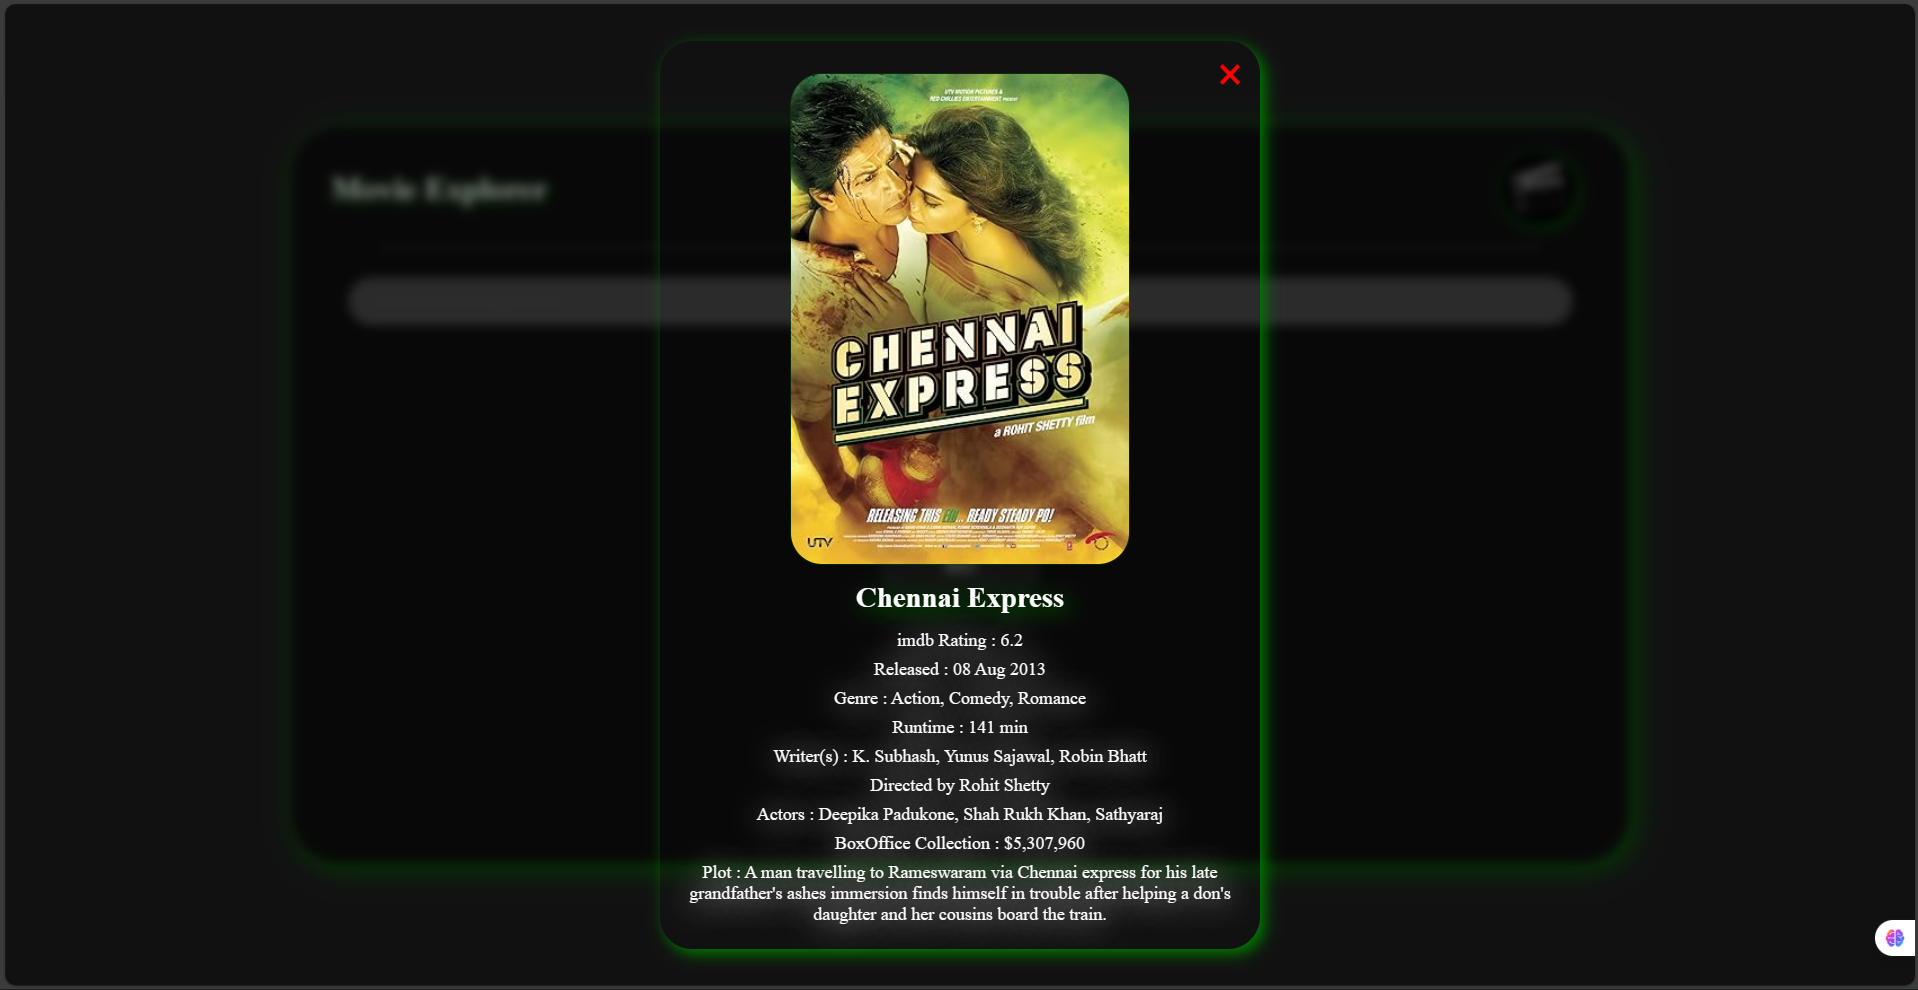 Movie Explorer
UTV MOTION PICTURES &
RED CHILLIES ENTERTAINMENT PRESENT
CHENNAI
EXPRESS
a ROHIT SHETTY film
RELEASING THIS EID... READY STEADY PO!
UTV
Chennai Express
imdb Rating : 6.2
Released : 08 Aug 2013
Genre : Action, Comedy, Romance
Runtime : 141 min
Writer(s) : K. Subhash, Yunus Sajawal, Robin Bhatt
Directed by Rohit Shetty
Actors : Deepika Padukone, Shah Rukh Khan, Sathyaraj
BoxOffice Collection : $5,307,960
Plot : A man travelling to Rameswaram via Chennai express for his late
grandfather's ashes immersion finds himself in trouble after helping a don's
daughter and her cousins board the train.